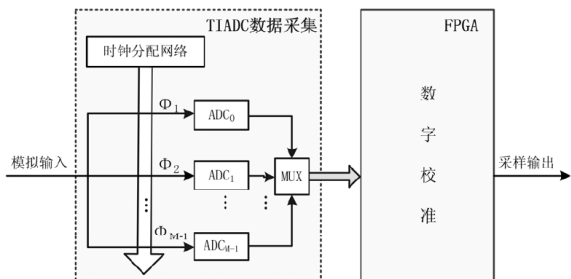 TIADC数据采集
FPGA
时钟分配网络
Φ1
ADC0
模拟输入
Φ2
ADC1
MUX
数字校准
采样输出
⋮
⋮ ⋮
ΦM-1
ADCM-1